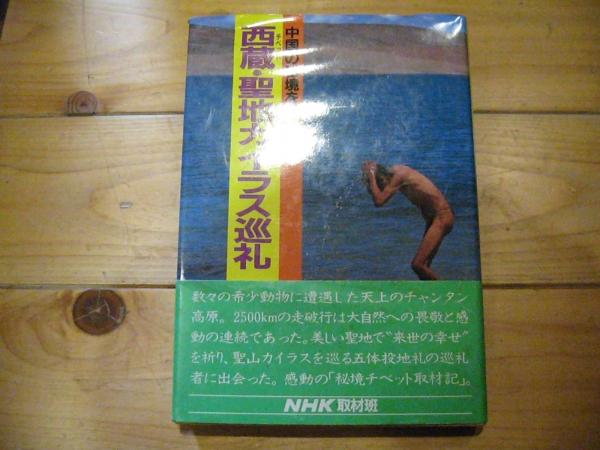 中国の 境を
西蔵・聖地カイラス巡礼
数々の希少動物に遭遇した天上のチャンタン
高原。2500kmの走破行は大自然への畏敬と感
動の連続であった。美しい聖地で"来世の幸せ"
を祈り、聖山カイラスを巡る五体投地礼の巡礼
者に出会った。感動の「秘境チベット取材記」。
NHK取材班